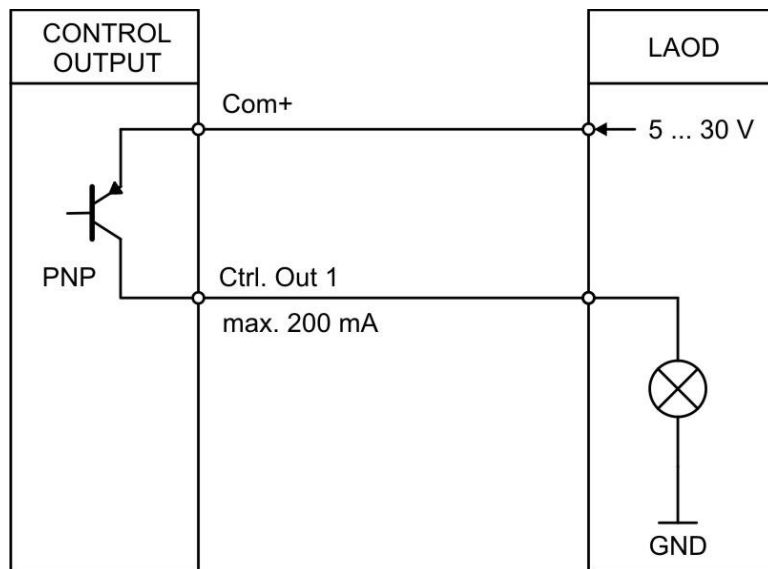 CONTROL
OUTPUT
LAOD
Com+
5 ... 30 V
PNP
Ctrl. Out 1
max. 200 mA
GND